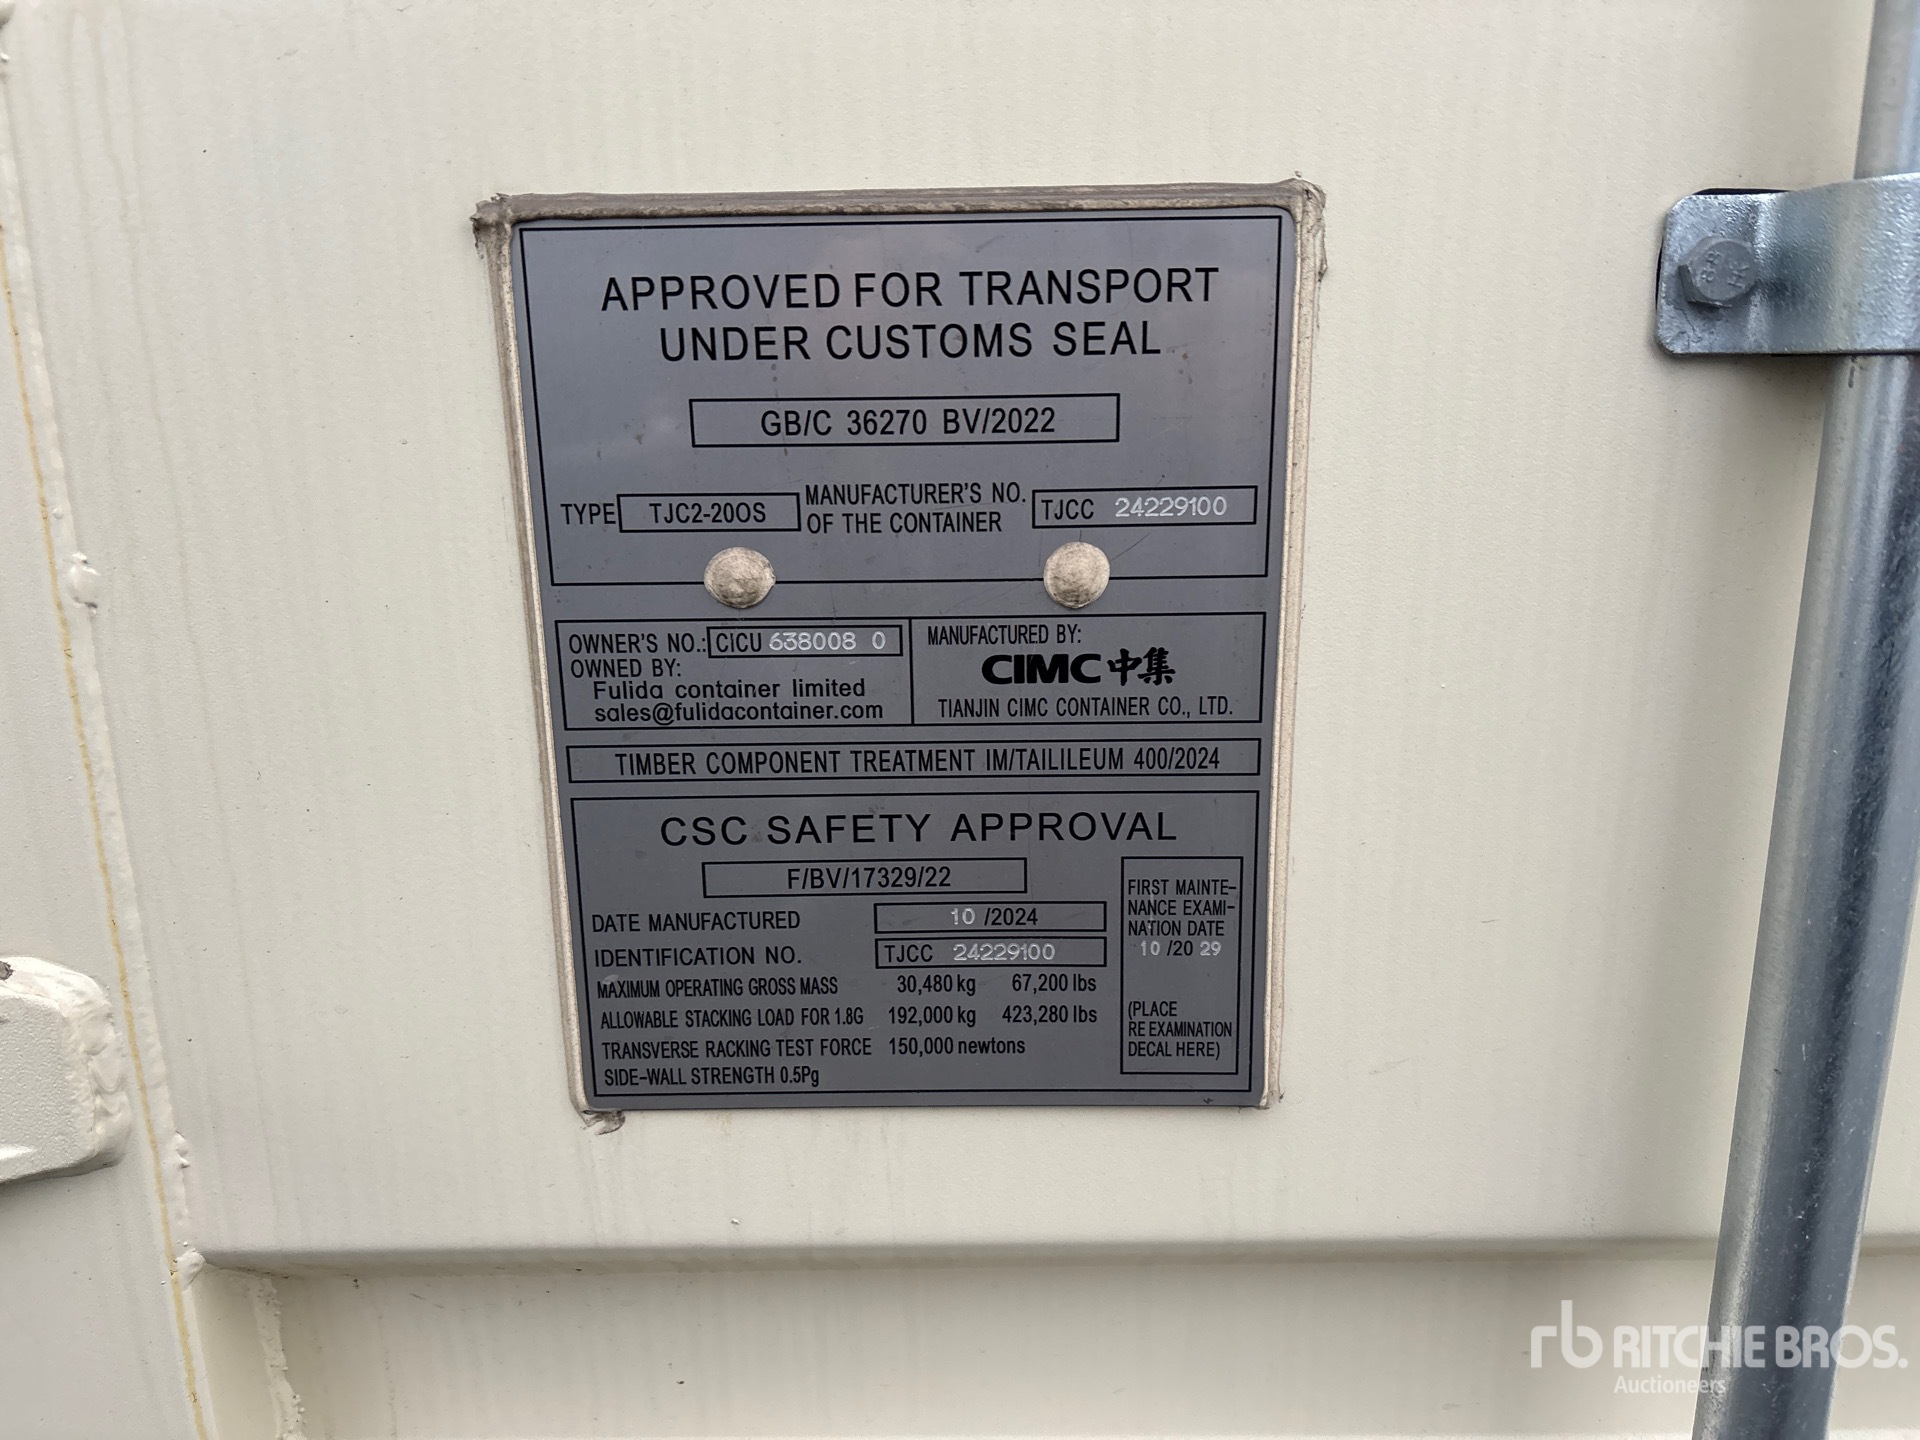 APPROVED FOR TRANSPORT
UNDER CUSTOMS SEAL
GB/C 36270 BV/2022
TYPE TJC2-20OS MANUFACTURER'S NO. OF THE CONTAINER TJCC 24229100
OWNER'S NO.: CICU 638008 0
OWNED BY:
Fulida container limited
sales@fulidacontainer.com
MANUFACTURED BY:
CIMC中集
TIANJIN CIMC CONTAINER CO., LTD.
TIMBER COMPONENT TREATMENT IM/TAILILEUM 400/2024
CSC SAFETY APPROVAL
F/BV/17329/22
DATE MANUFACTURED 10 /2024
IDENTIFICATION NO. TJCC 24229100
MAXIMUM OPERATING GROSS MASS 30,480 kg 67,200 lbs
ALLOWABLE STACKING LOAD FOR 1.8G 192,000 kg 423,280 lbs
TRANSVERSE RACKING TEST FORCE 150,000 newtons
SIDE-WALL STRENGTH 0.5Pg
FIRST MAINTE-
NANCE EXAMI-
NATION DATE
10 /20 29
(PLACE
RE EXAMINATION
DECAL HERE)
rb RITCHIE BROS.
Auctioneers